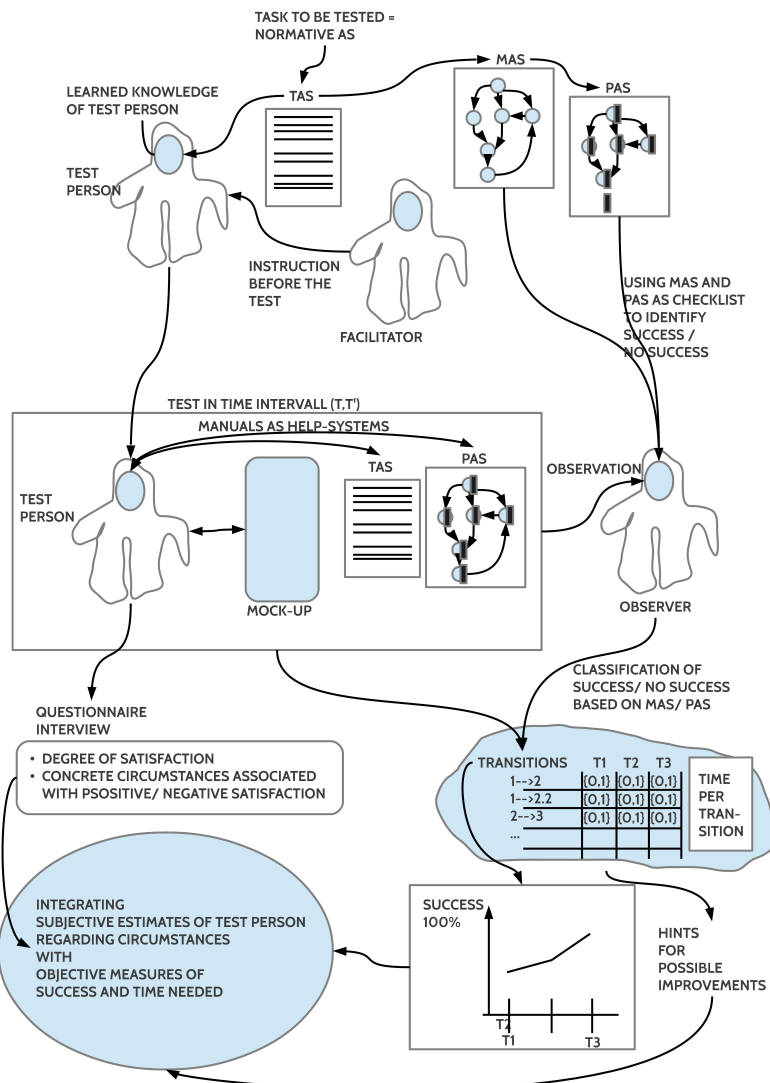 TASK TO BE TESTED =
NORMATIVE AS
MAS
PAS
LEARNED KNOWLEDGE
OF TEST PERSON
TAS
TEST
PERSON
INSTRUCTION
BEFORE THE
TEST
FACILITATOR
USING MAS AND
PAS AS CHECKLIST
TO IDENTIFY
SUCCESS /
NO SUCCESS
TEST IN TIME INTERVALL (T,T')
MANUALS AS HELP-SYSTEMS
TAS
PAS
OBSERVATION
TEST
PERSON
MOCK-UP
OBSERVER
CLASSIFICATION OF
SUCCESS/ NO SUCCESS
BASED ON MAS/ PAS
QUESTIONNAIRE
INTERVIEW
• DEGREE OF SATISFACTION
• CONCRETE CIRCUMSTANCES ASSOCIATED
WITH PSOSITIVE/ NEGATIVE SATISFACTION
TRANSITIONS T1 T2 T3
1-->2 {0,1} {0,1} {0,1}
1-->2.2 {0,1} {0,1} {0,1}
2-->3 {0,1} {0,1} {0,1}
...
TIME
PER
TRAN-
SITION
INTEGRATING
SUBJECTIVE ESTIMATES OF TEST PERSON
REGARDING CIRCUMSTANCES
WITH
OBJECTIVE MEASURES OF
SUCCESS AND TIME NEEDED
SUCCESS
100%
T2
T1 T3
HINTS
FOR
POSSIBLE
IMPROVEMENTS